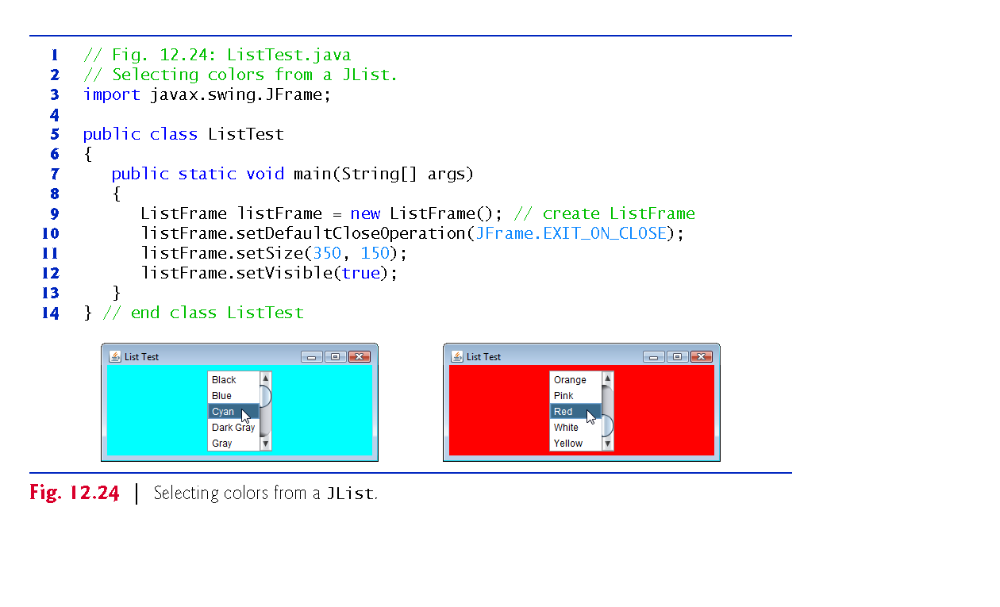 1 // Fig. 12.24: ListTest.java
2 // Selecting colors from a JList.
3 import javax.swing.JFrame;
4
5 public class ListTest
6 {
7 public static void main(String[] args)
8 {
9 ListFrame listFrame = new ListFrame(); // create ListFrame
10 listFrame.setDefaultCloseOperation(JFrame.EXIT_ON_CLOSE);
11 listFrame.setSize(350, 150);
12 listFrame.setVisible(true);
13 }
14 } // end class ListTest
List Test
Black
Blue
Cyan
Dark Gray
Gray
List Test
Orange
Pink
Red
White
Yellow
Fig. 12.24 | Selecting colors from a JList.